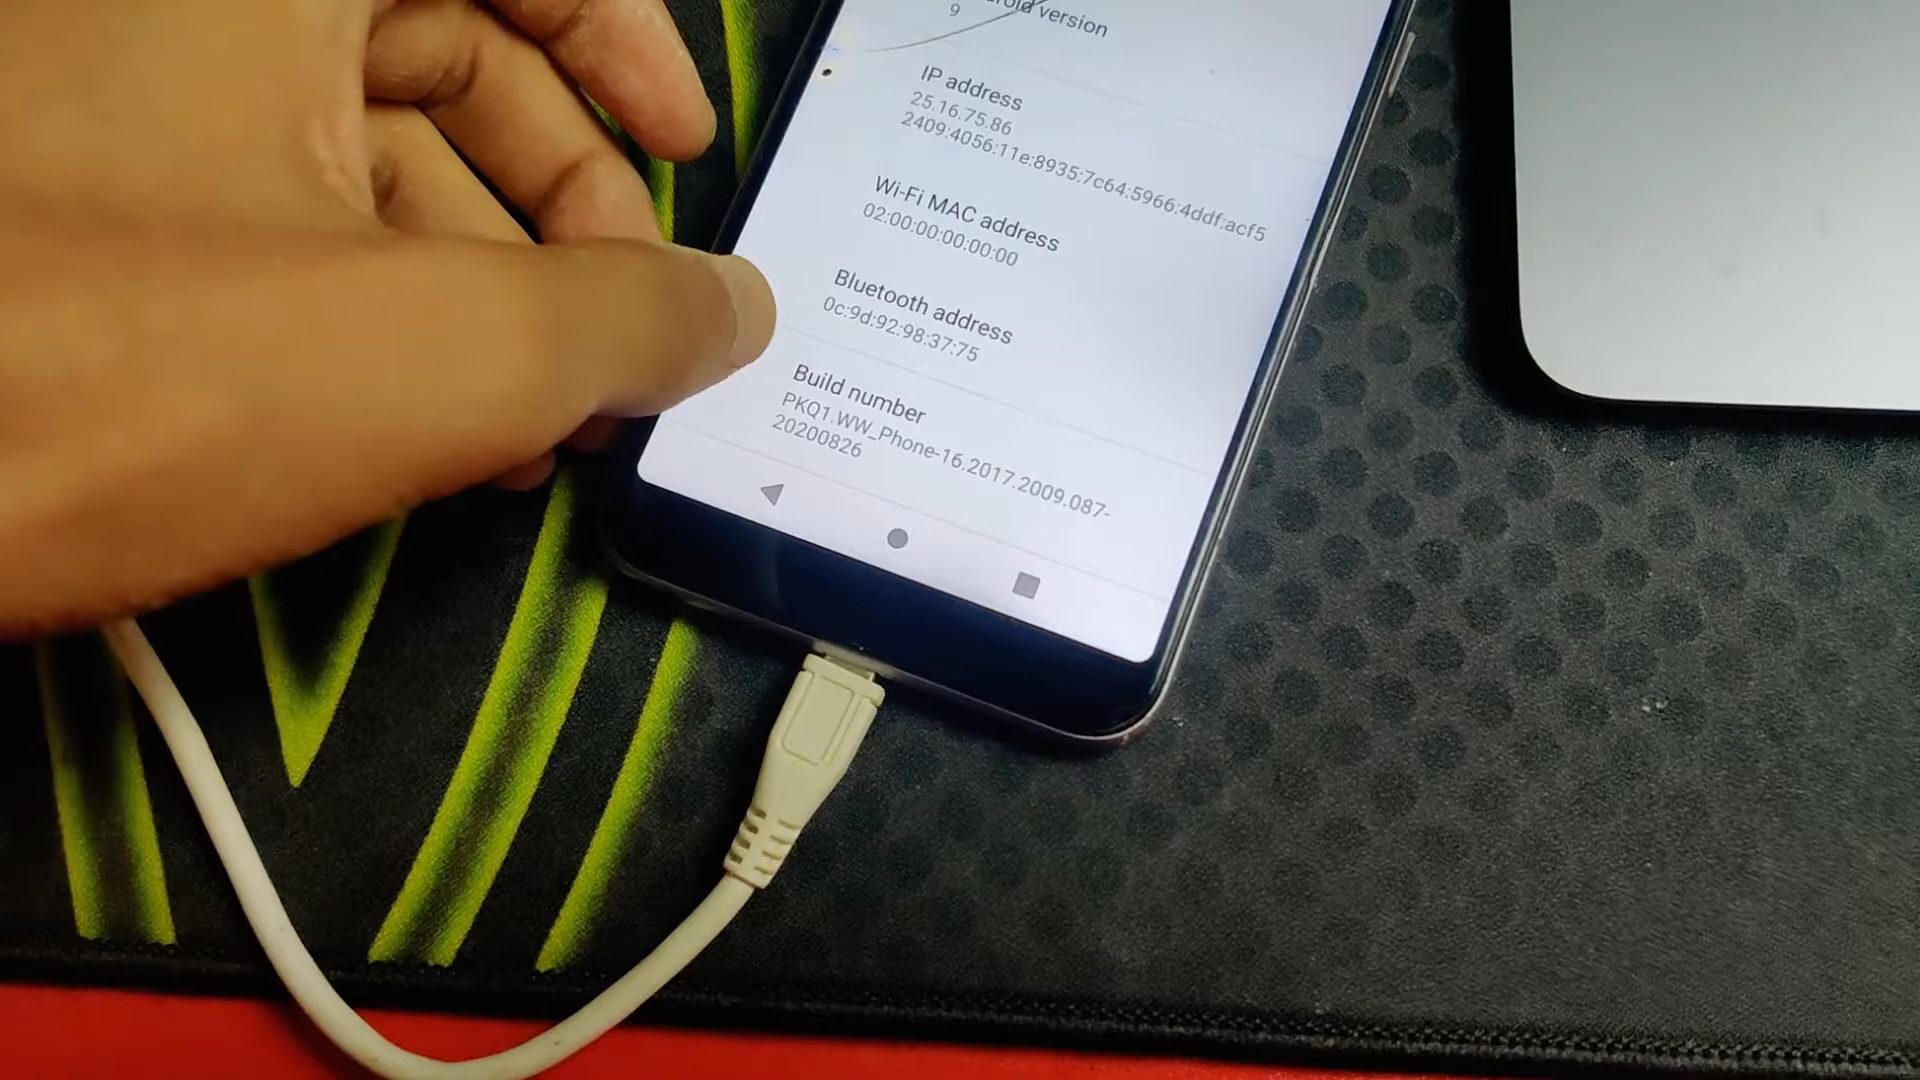 version
9
IP address
25.16.75.86
2409:4056:11e:8935:7c64:5966:4ddf:acf5
Wi-Fi MAC address
02:00:00:00:00:00
Bluetooth address
0c:9d:92:98:37:75
Build number
PKQ1.WW_Phone-16.2017.2009.087-
20200826